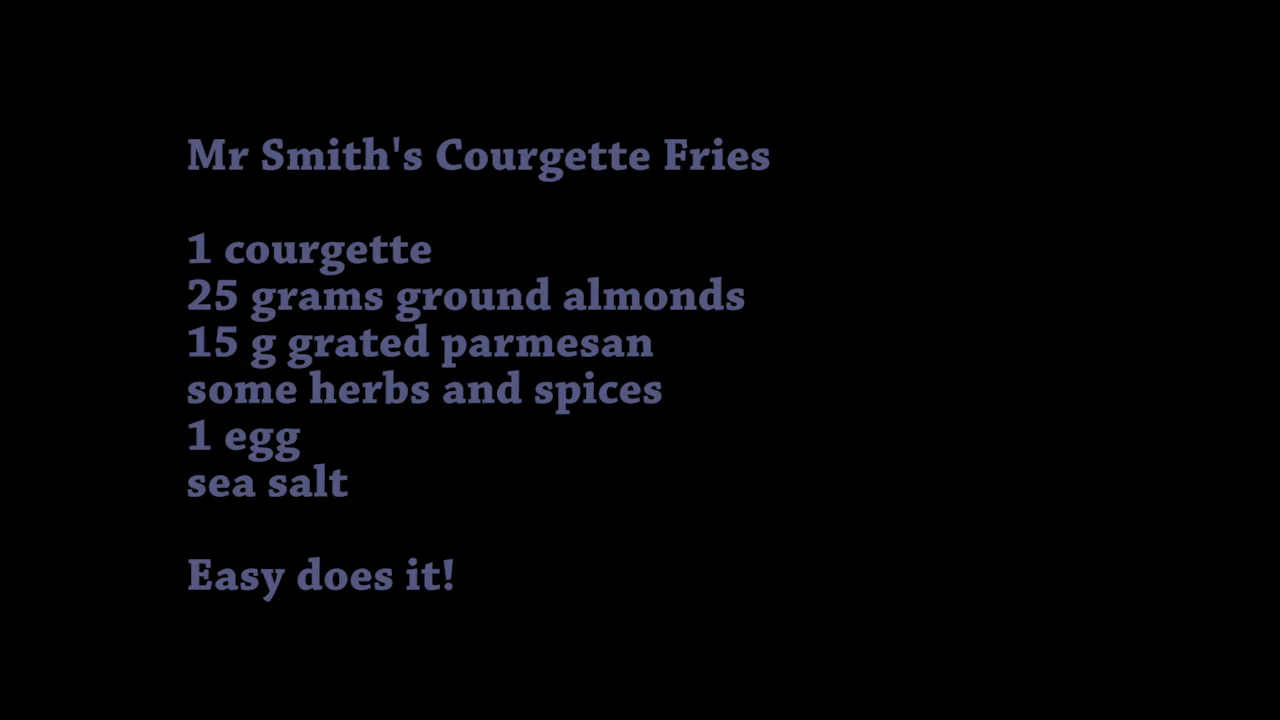 Mr Smith's Courgette Fries
1 courgette
25 grams ground almonds
15 g grated parmesan
some herbs and spices
1 egg
sea salt
Easy does it!